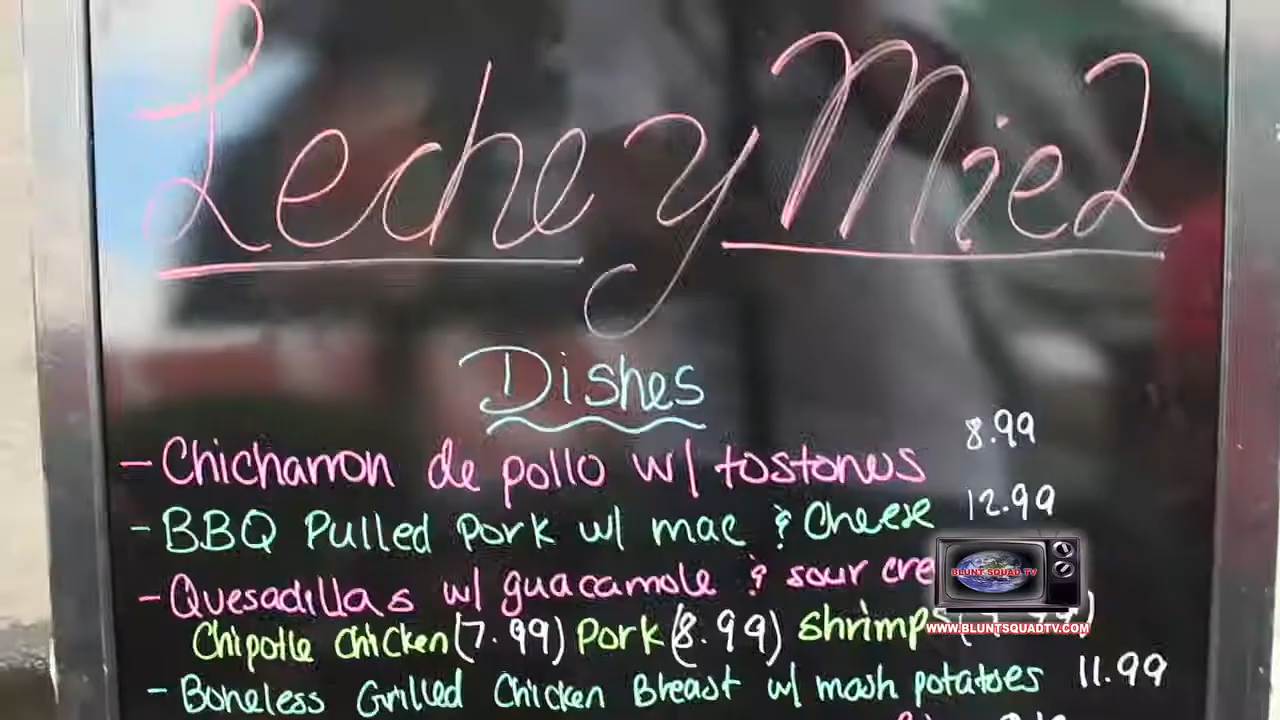 Leche y Miel
Dishes
- Chicharron de pollo w/ tostones 8.99
- BBQ Pulled Pork w/ mac & Cheese 12.99
- Quesadillas w/ guacamole & sour cre
Chipotle Chicken (7.99) Pork (8.99) shrimps
- Boneless Grilled Chicken Breast w/ mash potatoes 11.99
BLUNT SQUAD TV
WWW.BLUNTSQUADTV.COM